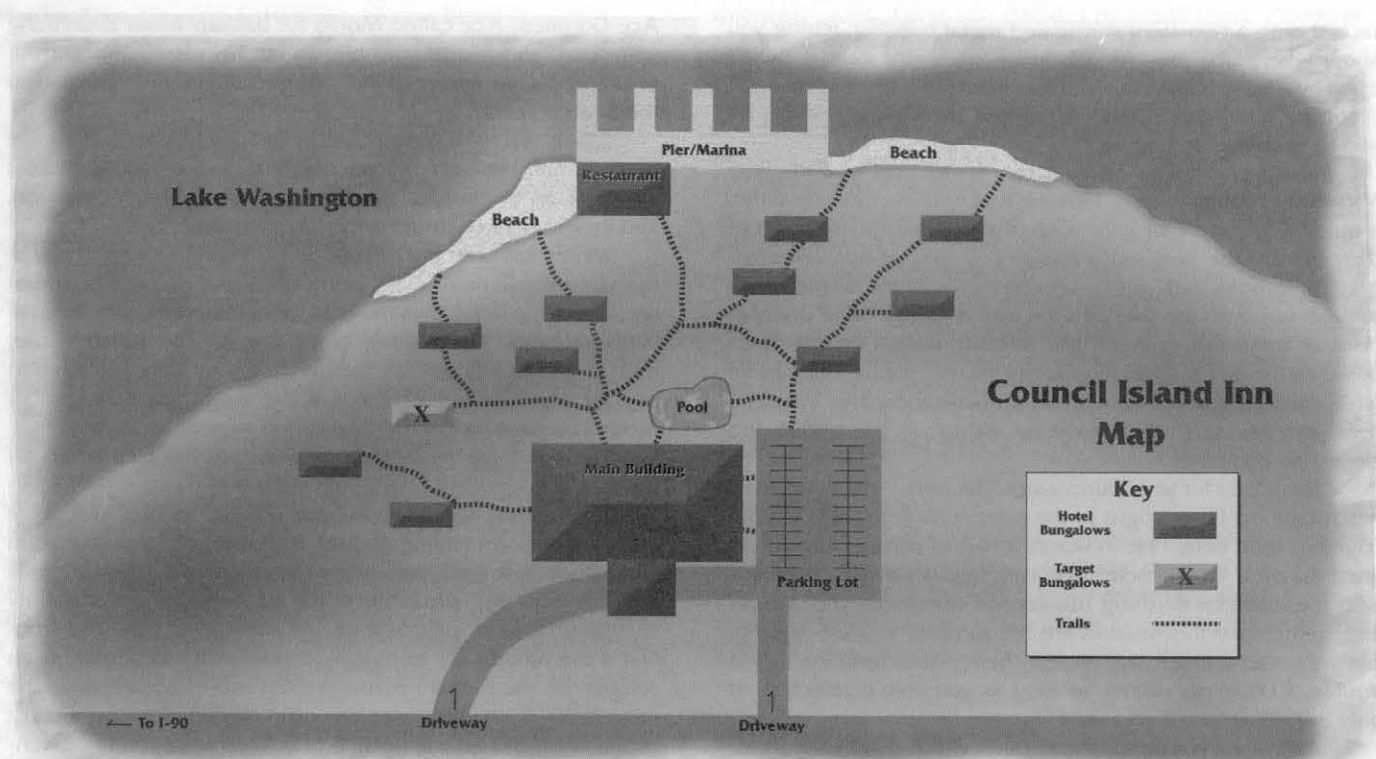 Pier/Marina
Beach
Restaurant
Lake Washington
Beach
Council Island Inn
Map
Pool
X
Main Building
Key
Hotel
Bungalows
Target
Bungalows
X
Trails
Parking Lot
1
1
← To I-90
Driveway
Driveway